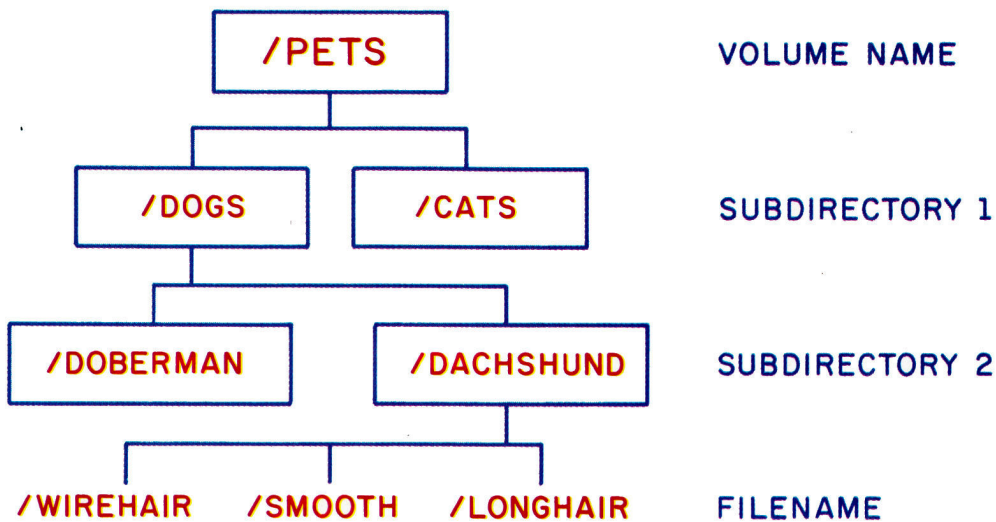 /PETS VOLUME NAME
/DOGS /CATS SUBDIRECTORY 1
/DOBERMAN /DACHSHUND SUBDIRECTORY 2
/WIREHAIR /SMOOTH /LONGHAIR FILENAME